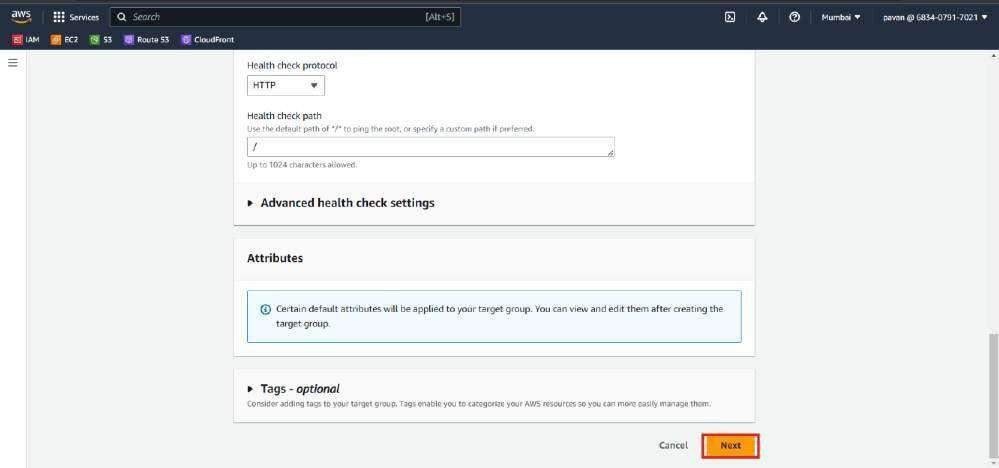 aws Services Search [Alt+S] Mumbai pavan @ 6834-0791-7021
IAM EC2 S3 Route 53 CloudFront
Health check protocol
HTTP
Health check path
Use the default path of "/" to ping the root, or specify a custom path if preferred.
/
Up to 1024 characters allowed.
Advanced health check settings
Attributes
Certain default attributes will be applied to your target group. You can view and edit them after creating the
target group.
Tags - optional
Consider adding tags to your target group. Tags enable you to categorize your AWS resources so you can more easily manage them.
Cancel Next